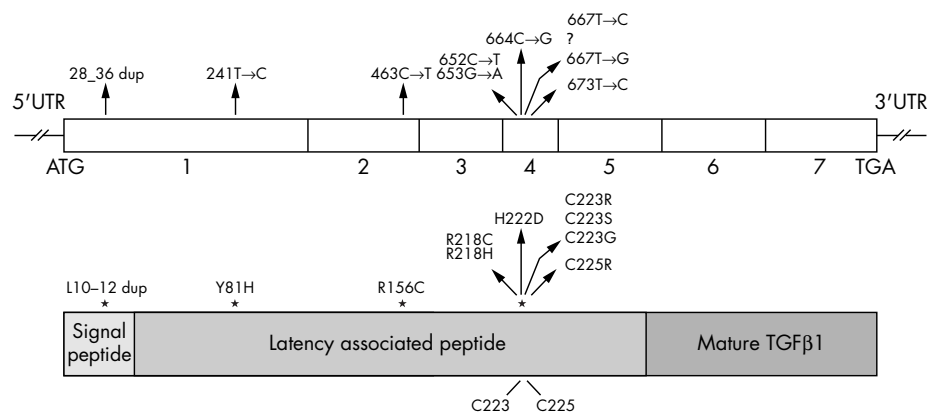 667T→C
664C→G ?
652C→T 667T→G
28_36 dup 241T→C 463C→T 653G→A 673T→C
5′UTR 3′UTR
ATG 1 2 3 4 5 6 7 TGA
C223R
H222D C223S
R218C C223G
R218H C225R
L10–12 dup Y81H R156C
Signal
peptide
Latency associated peptide
Mature TGFβ1
C223 C225